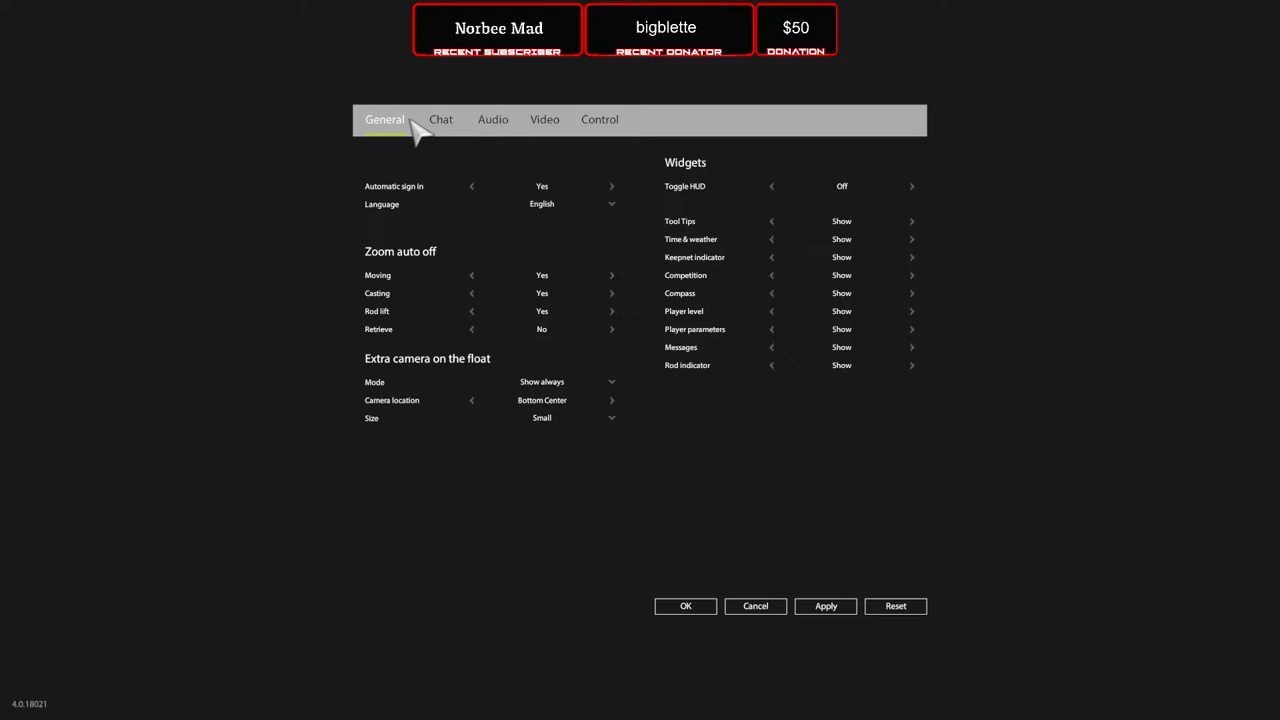 Norbee Mad
RECENT SUBSCRIBER
bigblette
RECENT DONATOR
$50
DONATION
General Chat Audio Video Control
Automatic sign in Yes
Language English
Zoom auto off
Moving Yes
Casting Yes
Rod lift Yes
Retrieve No
Extra camera on the float
Mode Show always
Camera location Bottom Center
Size Small
Widgets
Toggle HUD Off
Tool Tips Show
Time & weather Show
Keepnet indicator Show
Competition Show
Compass Show
Player level Show
Player parameters Show
Messages Show
Rod indicator Show
OK Cancel Apply Reset
4.0.18021